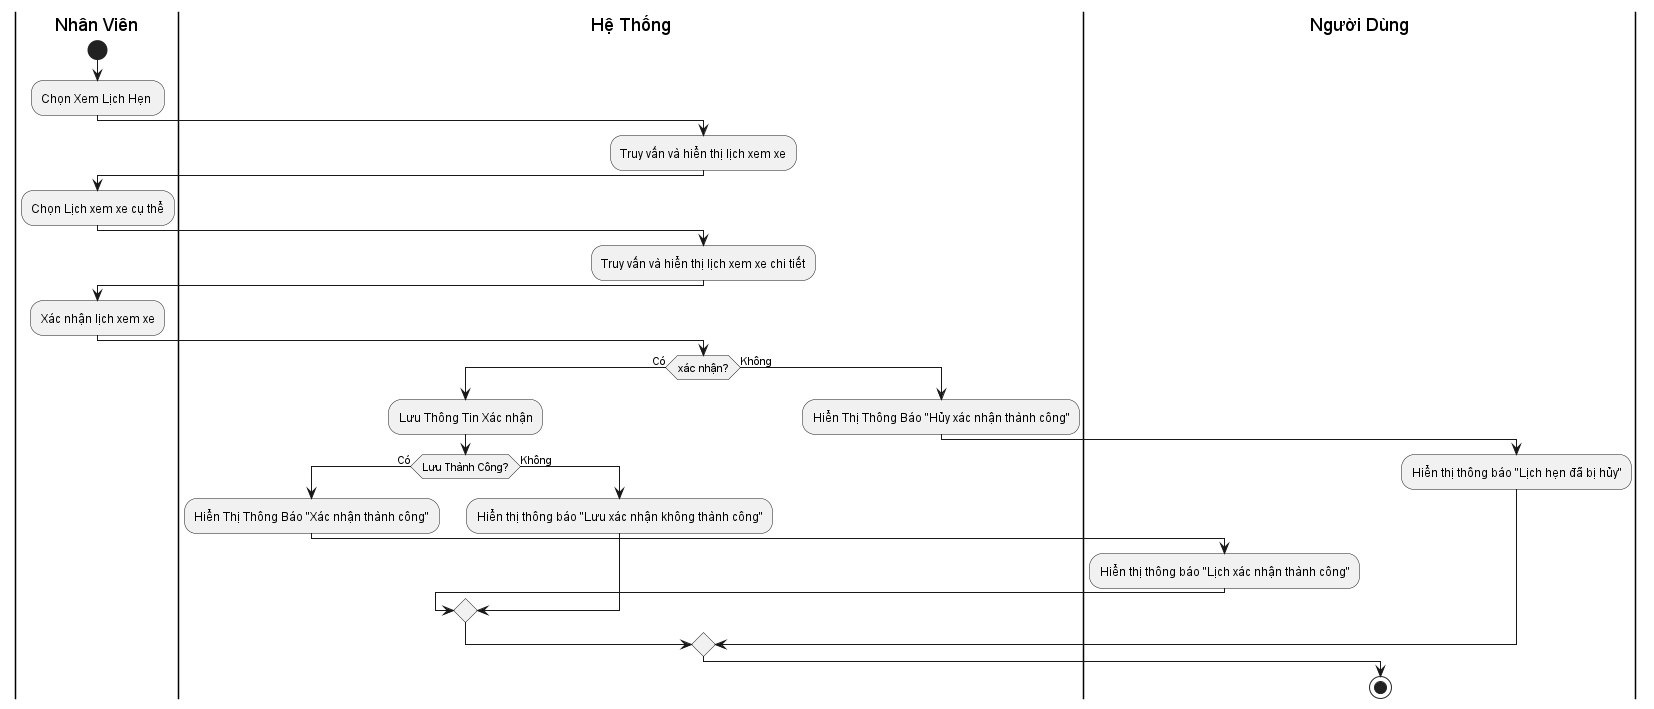 Nhân Viên
Hệ Thống
Người Dùng
Chọn Xem Lịch Hẹn
Truy vấn và hiển thị lịch xem xe
Chọn Lịch xem xe cụ thể
Truy vấn và hiển thị lịch xem xe chi tiết
Xác nhận lịch xem xe
Có
xác nhận?
Không
Lưu Thông Tin Xác nhận
Hiển Thị Thông Báo "Hủy xác nhận thành công"
Có
Lưu Thành Công?
Không
Hiển thị thông báo "Lịch hẹn đã bị hủy"
Hiển Thị Thông Báo "Xác nhận thành công"
Hiển thị thông báo "Lưu xác nhận không thành công"
Hiển thị thông báo "Lịch xác nhận thành công"